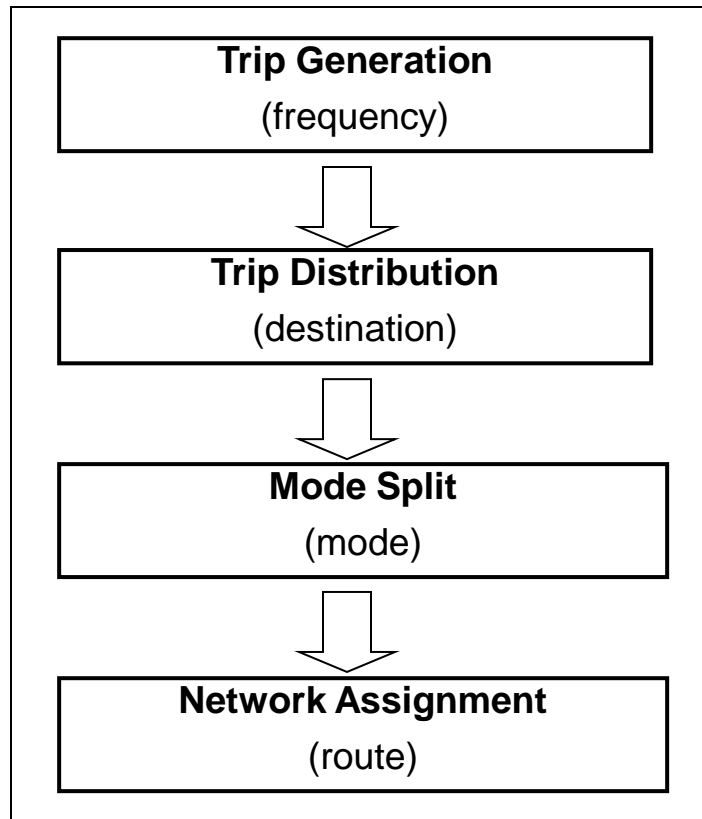 Trip Generation
(frequency)
Trip Distribution
(destination)
Mode Split
(mode)
Network Assignment
(route)